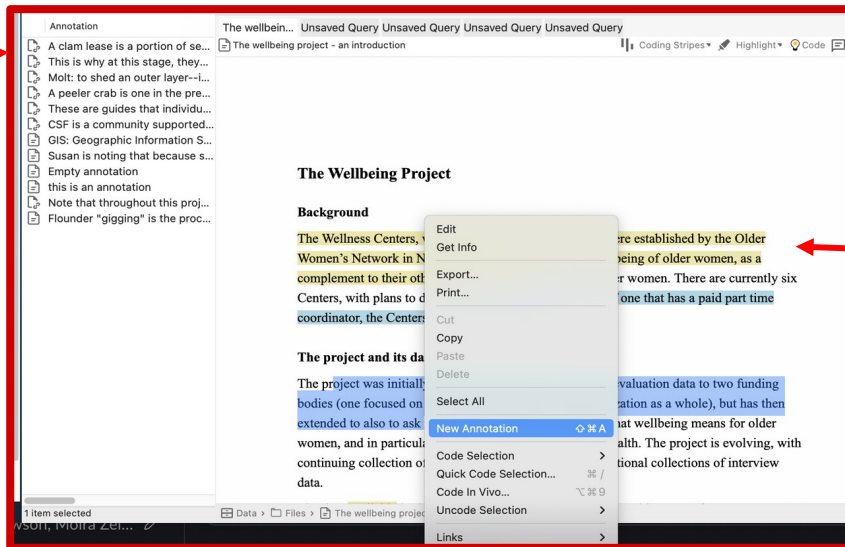 Annotation
A clam lease is a portion of se...
This is why at this stage, they...
Molt: to shed an outer layer--i...
A peeler crab is one in the pre...
These are guides that individu...
CSF is a community supported...
GIS: Geographic Information S...
Susan is noting that because s...
Empty annotation
this is an annotation
Note that throughout this proj...
Flounder "gigging" is the proc...
1 item selected
The wellbein... Unsaved Query Unsaved Query Unsaved Query Unsaved Query
The wellbeing project - an introduction
Coding Stripes Highlight Code
The Wellbeing Project
Background
The Wellness Centers, ere established by the Older
Women's Network in N being of older women, as a
complement to their oth er women. There are currently six
Centers, with plans to d one that has a paid part time
coordinator, the Centers
The project and its da
The project was initially evaluation data to two funding
bodies (one focused on zation as a whole), but has then
extended to also to ask hat wellbeing means for older
women, and in particula alth. The project is evolving, with
continuing collection of tional collections of interview
data.
Edit
Get Info
Export...
Print...
Cut
Copy
Paste
Delete
Select All
New Annotation ⇧⌘A
Code Selection >
Quick Code Selection... ⌘/
Code In Vivo... ⌥⌘9
Uncode Selection >
Links >
Data › Files › The wellbeing projec